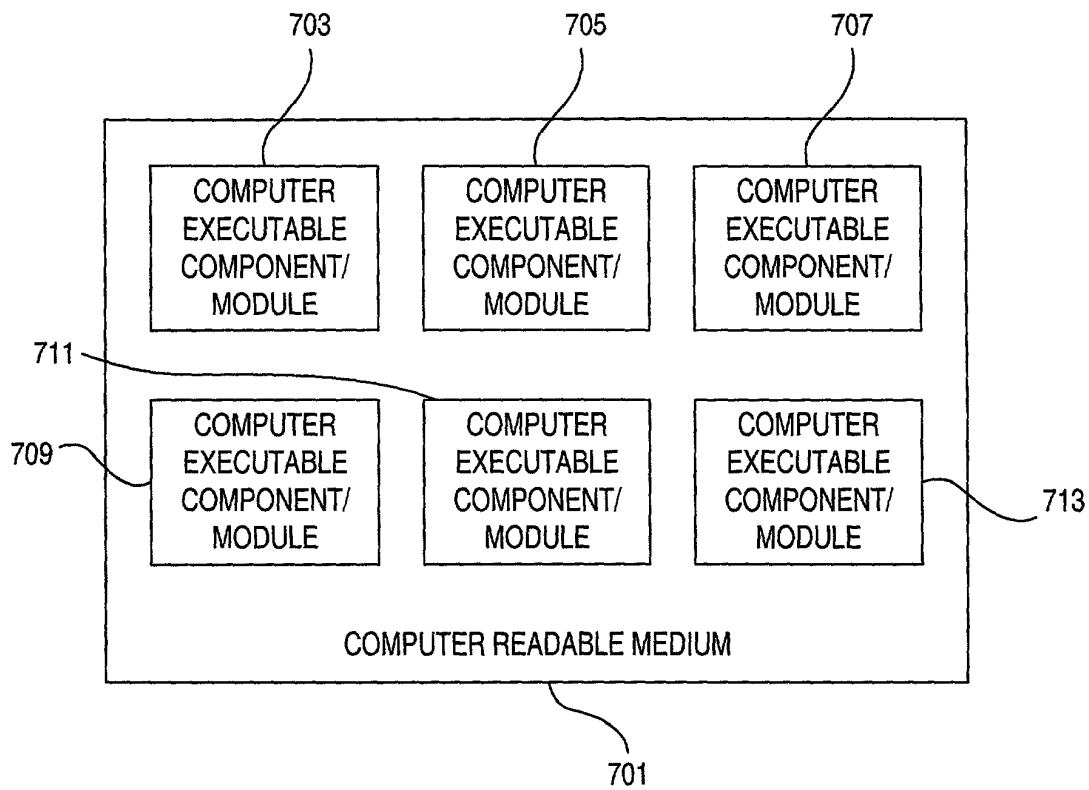 703
705
707
COMPUTER
EXECUTABLE
COMPONENT/
MODULE
COMPUTER
EXECUTABLE
COMPONENT/
MODULE
COMPUTER
EXECUTABLE
COMPONENT/
MODULE
711
709
COMPUTER
EXECUTABLE
COMPONENT/
MODULE
COMPUTER
EXECUTABLE
COMPONENT/
MODULE
COMPUTER
EXECUTABLE
COMPONENT/
MODULE
713
COMPUTER READABLE MEDIUM
701